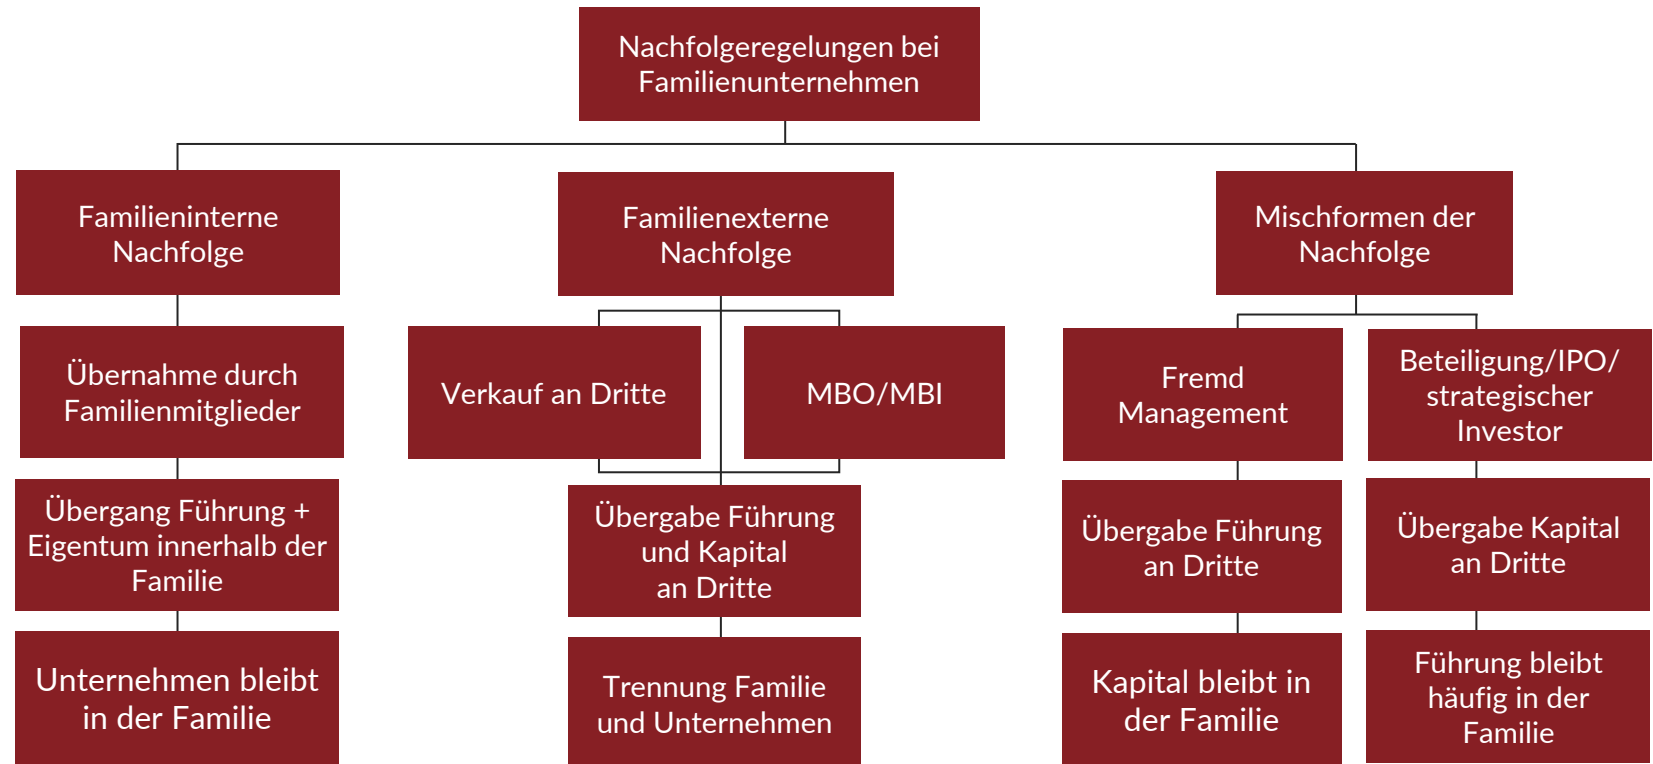 Nachfolgeregelungen bei
Familienunternehmen
Familieninterne
Nachfolge
Familienexterne
Nachfolge
Mischformen der
Nachfolge
Übernahme durch
Familienmitglieder
Verkauf an Dritte
MBO/MBI
Fremd
Management
Beteiligung/IPO/
strategischer
Investor
Übergang Führung +
Eigentum innerhalb der
Familie
Übergabe Führung
und Kapital
an Dritte
Übergabe Führung
an Dritte
Übergabe Kapital
an Dritte
Unternehmen bleibt
in der Familie
Trennung Familie
und Unternehmen
Kapital bleibt in
der Familie
Führung bleibt
häufig in der
Familie